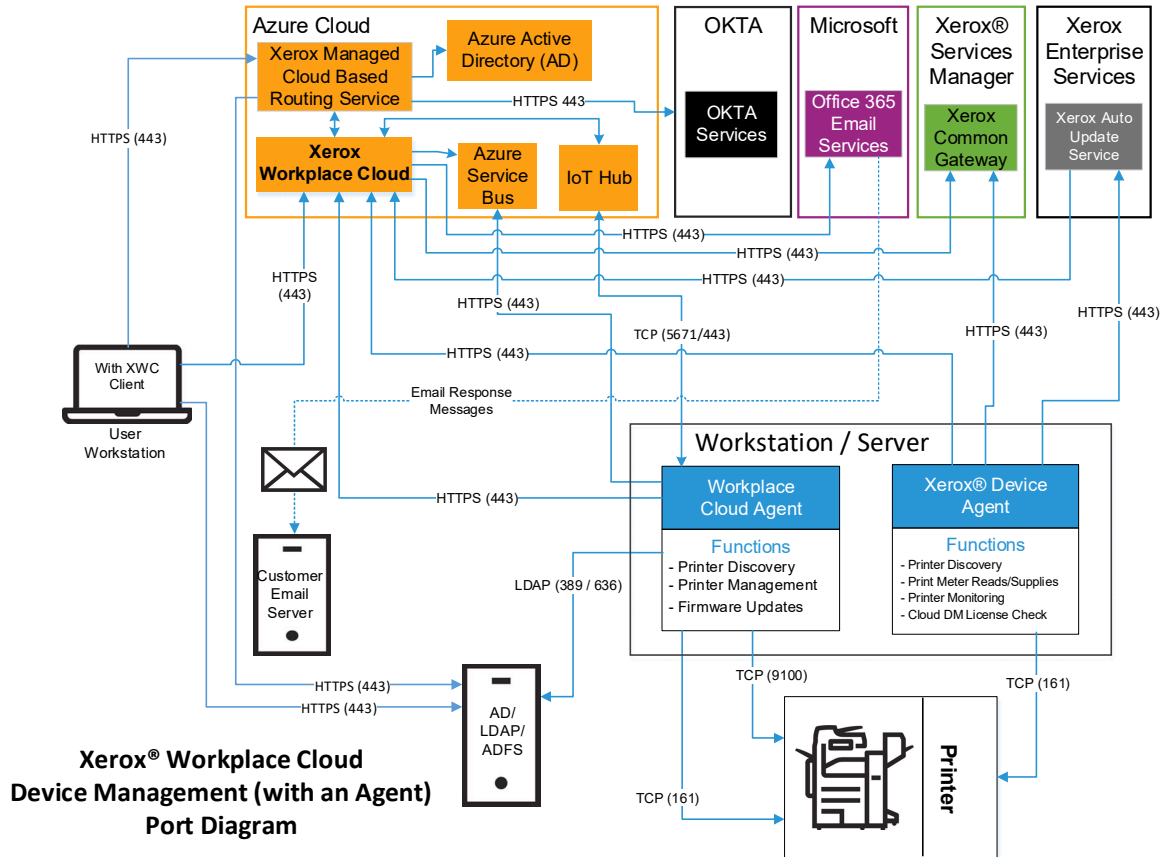 Azure Cloud
OKTA
Microsoft
Xerox®
Services
Manager
Xerox
Enterprise
Services
Xerox Managed
Cloud Based
Routing Service
Azure Active
Directory (AD)
HTTPS 443
OKTA
Services
Office 365
Email
Services
Xerox
Common
Gateway
Xerox Auto
Update
Service
HTTPS (443)
Xerox
Workplace Cloud
Azure
Service
Bus
IoT Hub
HTTPS (443)
HTTPS (443)
HTTPS (443)
HTTPS
(443)
HTTPS (443)
HTTPS (443)
HTTPS (443)
TCP (5671/443)
HTTPS (443)
With XWC
Client
User
Workstation
Email Response
Messages
Workstation / Server
Workplace
Cloud Agent
Xerox® Device
Agent
HTTPS (443)
Functions
- Printer Discovery
- Printer Management
- Firmware Updates
Functions
- Printer Discovery
- Print Meter Reads/Supplies
- Printer Monitoring
- Cloud DM License Check
Customer
Email
Server
LDAP (389 / 636)
HTTPS (443)
HTTPS (443)
TCP (9100)
TCP (161)
AD/
LDAP/
ADFS
Printer
TCP (161)
Xerox® Workplace Cloud
Device Management (with an Agent)
Port Diagram